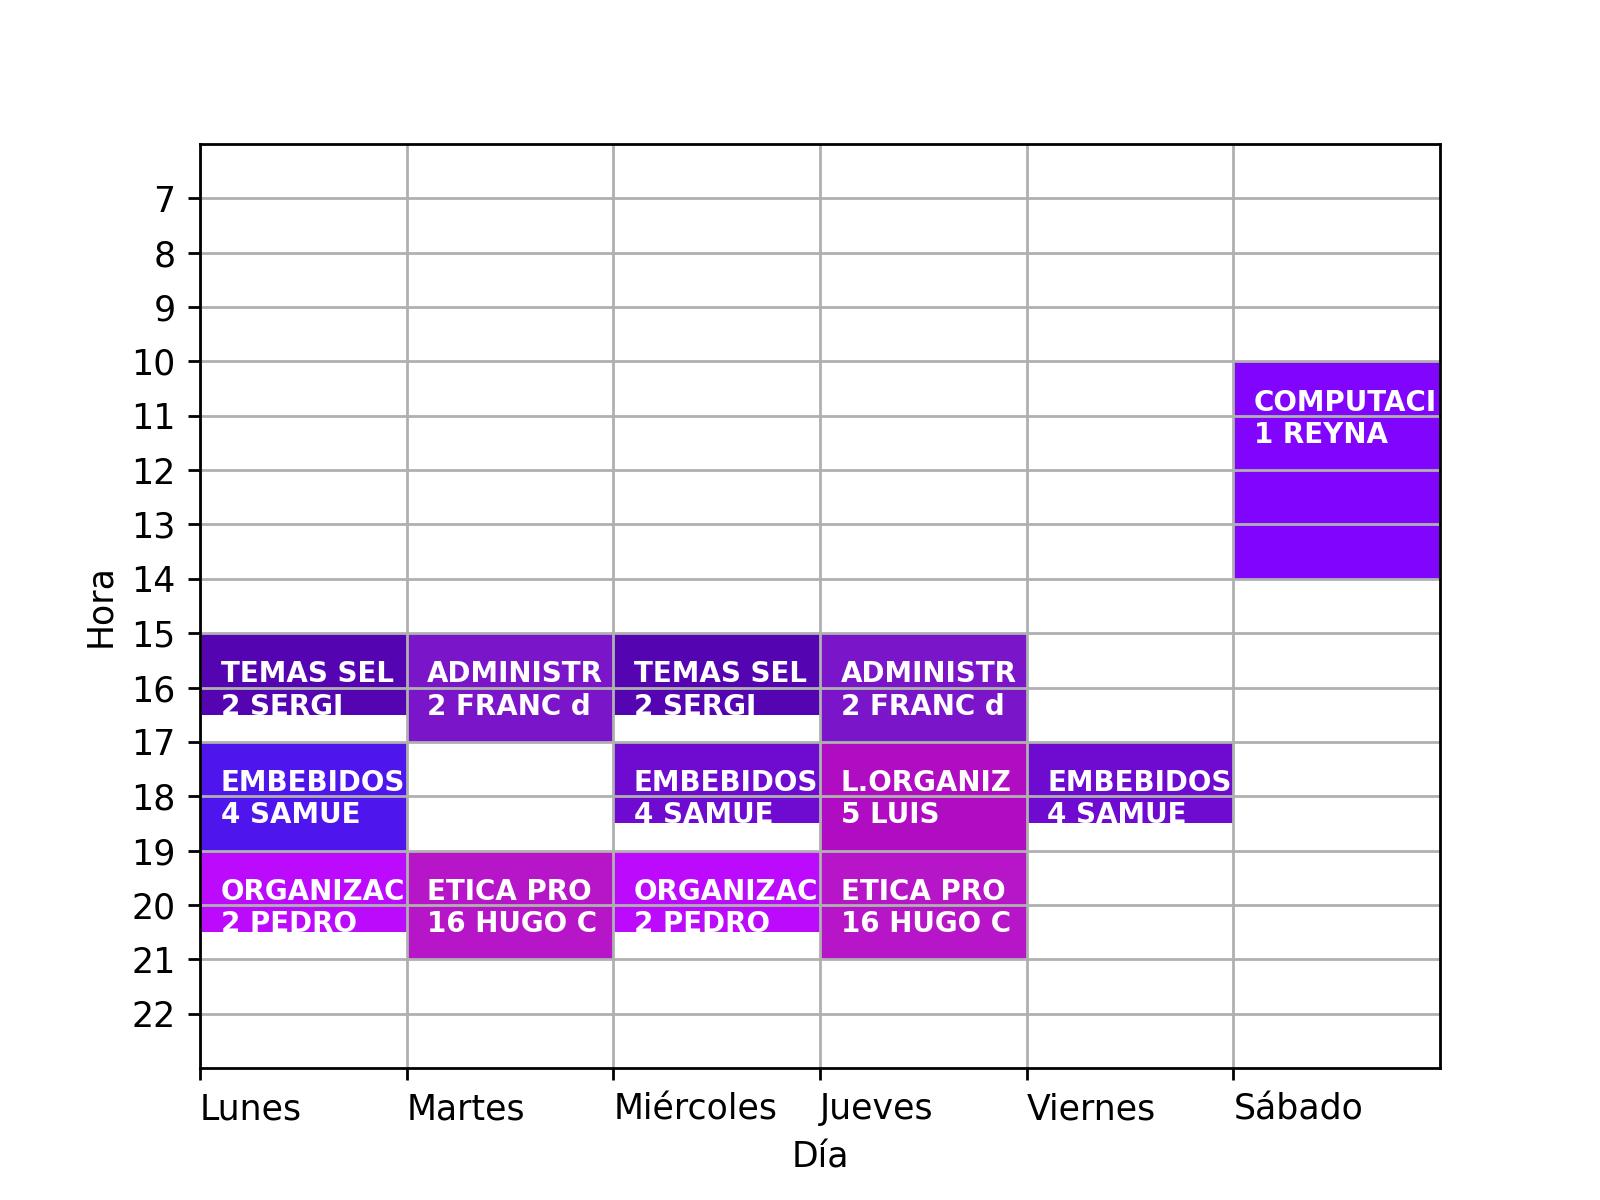 7
8
9
10
COMPUTACI
11
1 REYNA
12
13
Hora
14
15
TEMAS SEL
ADMINISTR
TEMAS SEL
ADMINISTR
16
2 SERGI
2 FRANC d
2 SERGI
2 FRANC d
17
EMBEBIDOS
EMBEBIDOS
L.ORGANIZ
EMBEBIDOS
18
4 SAMUE
4 SAMUE
5 LUIS
4 SAMUE
19
ORGANIZAC
ETICA PRO
ORGANIZAC
ETICA PRO
20
2 PEDRO
16 HUGO C
2 PEDRO
16 HUGO C
21
22
Lunes Martes Miércoles Jueves Viernes Sábado
Día